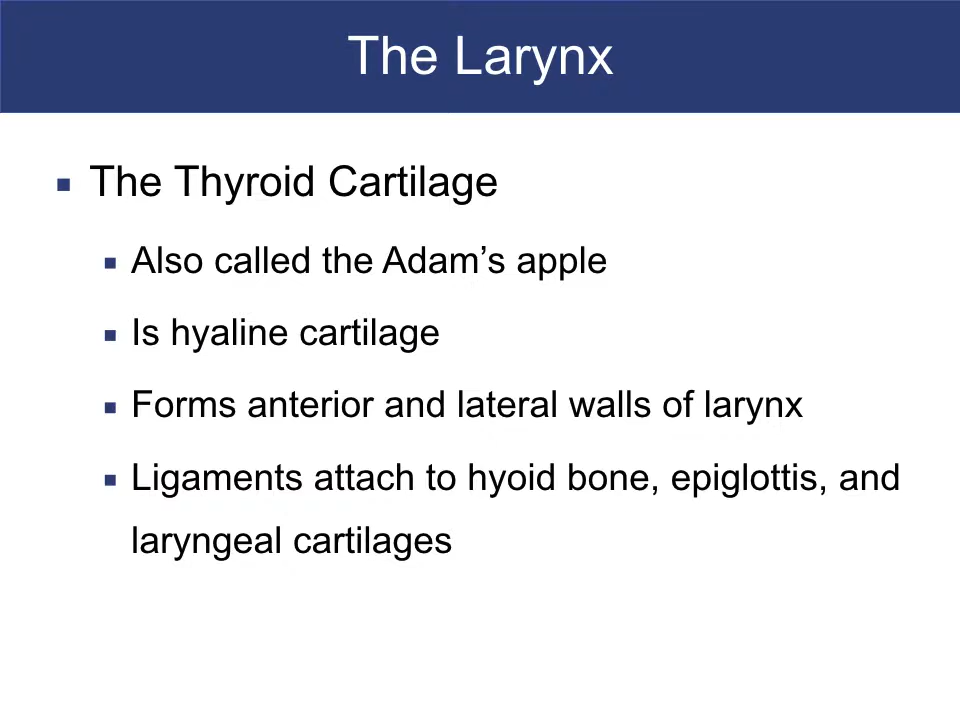 The Larynx
The Thyroid Cartilage
Also called the Adam’s apple
Is hyaline cartilage
Forms anterior and lateral walls of larynx
Ligaments attach to hyoid bone, epiglottis, and
laryngeal cartilages